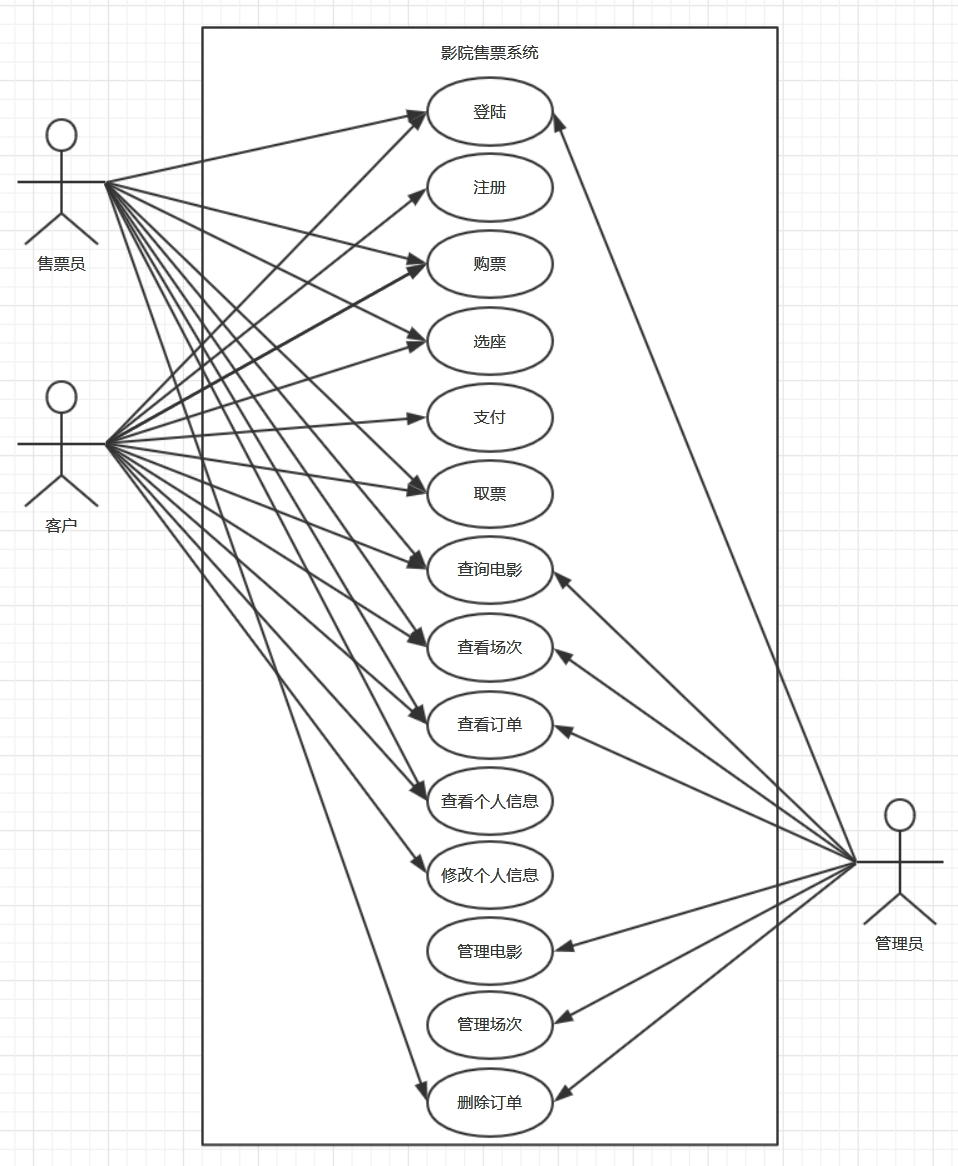 影院售票系统
登陆
注册
售票员
购票
选座
支付
取票
客户
查询电影
查看场次
查看订单
查看个人信息
修改个人信息
管理员
管理电影
管理场次
删除订单